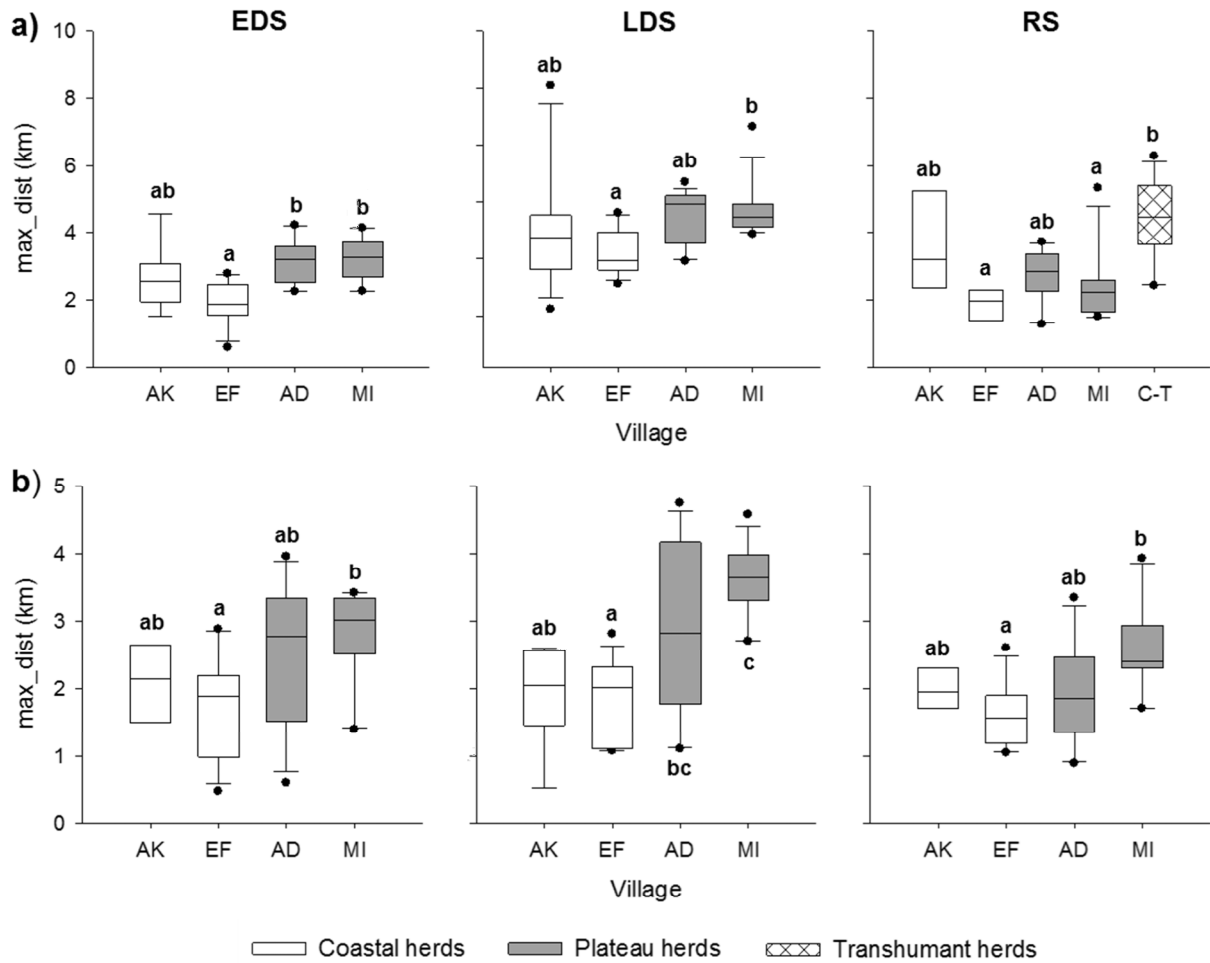 a) EDS LDS RS
10
8
6
4
2
0
max_dist (km)
ab a b b
ab a ab b
ab a ab a b
AK EF AD MI
AK EF AD MI
AK EF AD MI C-T
Village
b)
5
4
3
2
1
0
max_dist (km)
ab a ab b
ab a bc c
ab a ab b
AK EF AD MI
AK EF AD MI
AK EF AD MI
Village
Coastal herds Plateau herds Transhumant herds